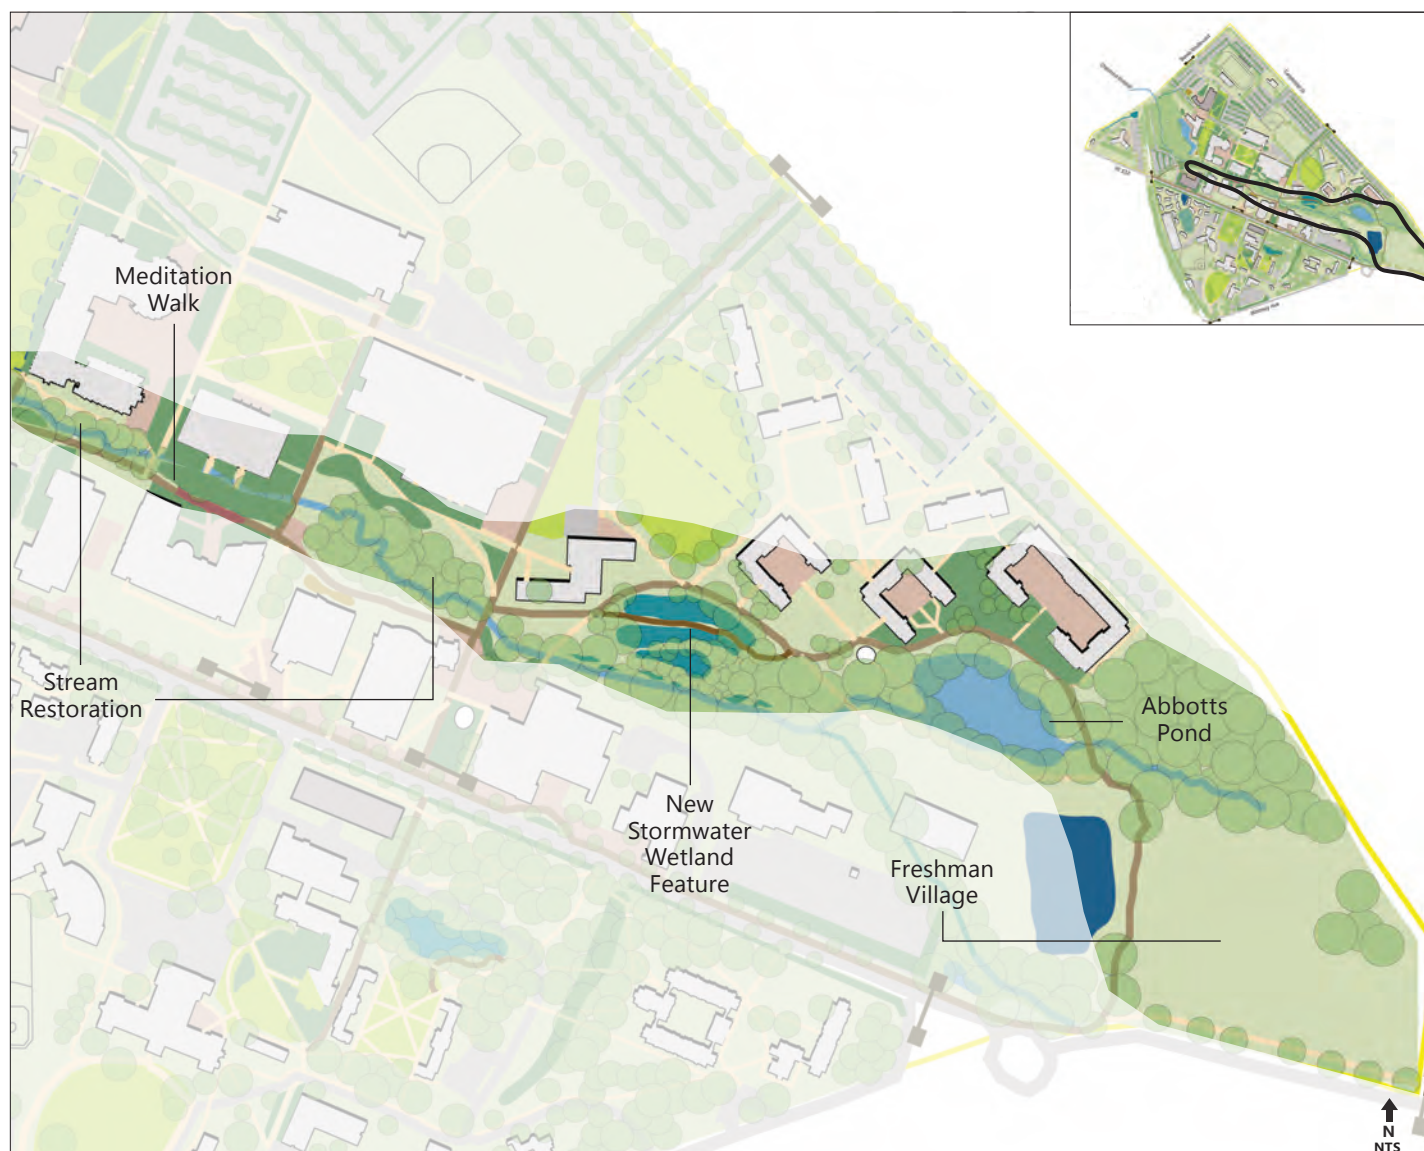 Meditation
Walk
Stream
Restoration
New
Stormwater
Wetland
Feature
Abbotts
Pond
Freshman
Village
N
NTS